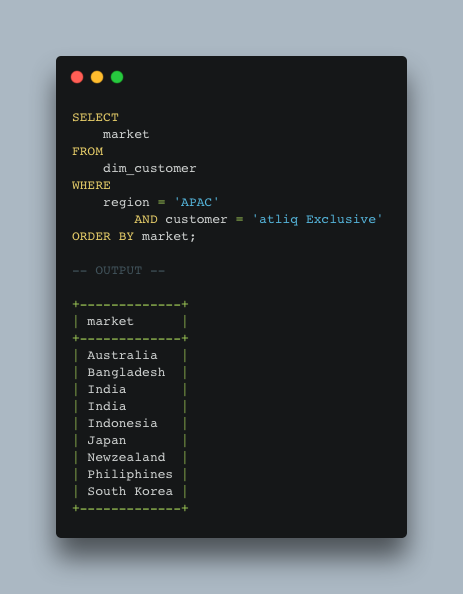 SELECT
    market
FROM
    dim_customer
WHERE
    region = 'APAC'
        AND customer = 'atliq Exclusive'
ORDER BY market;

-- OUTPUT --

+-------------+
| market      |
+-------------+
| Australia   |
| Bangladesh  |
| India       |
| India       |
| Indonesia   |
| Japan       |
| Newzealand  |
| Philiphines |
| South Korea |
+-------------+